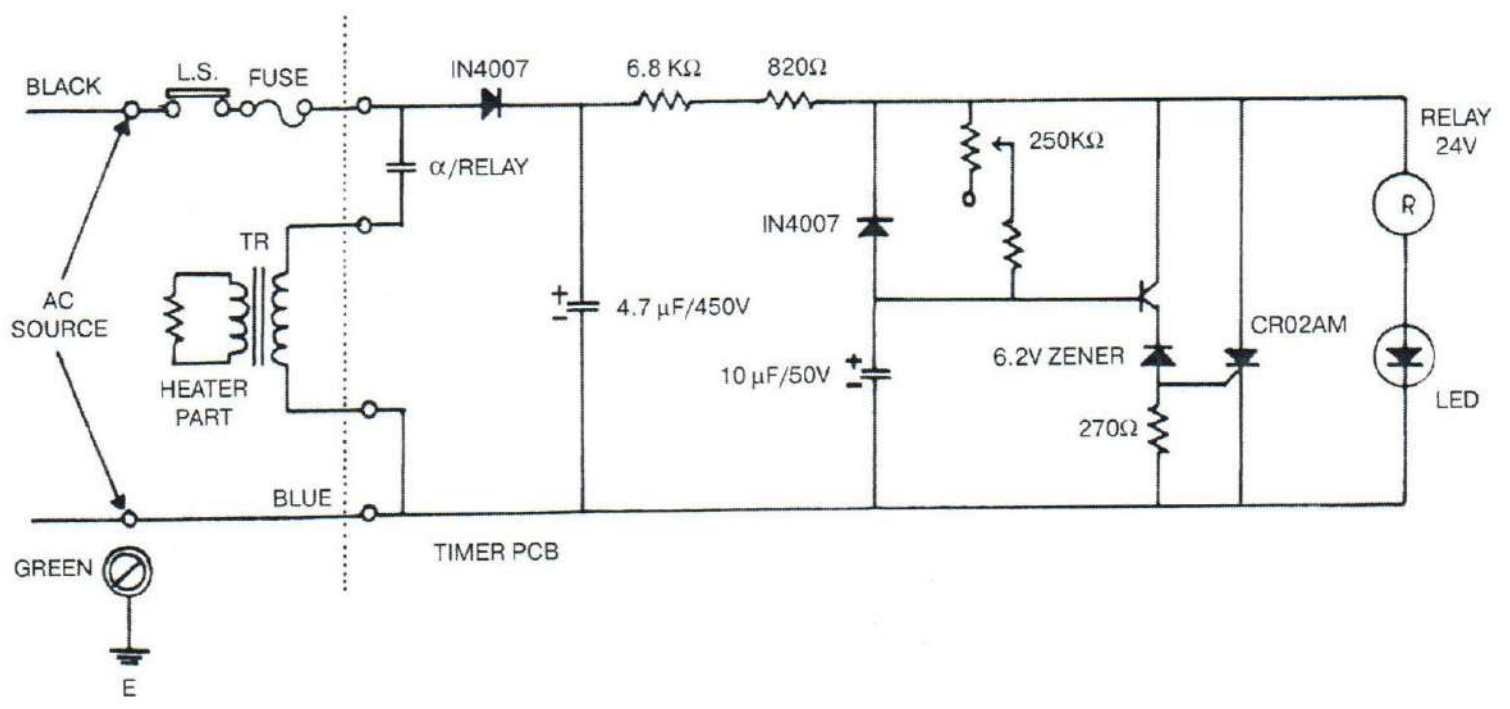 BLACK
L.S.
FUSE
IN4007
6.8 KΩ
820Ω
RELAY
24V
α/RELAY
250KΩ
R
IN4007
TR
AC
SOURCE
+
–
4.7 µF/450V
CR02AM
6.2V ZENER
+
–
10 µF/50V
HEATER
PART
LED
270Ω
BLUE
TIMER PCB
GREEN
E